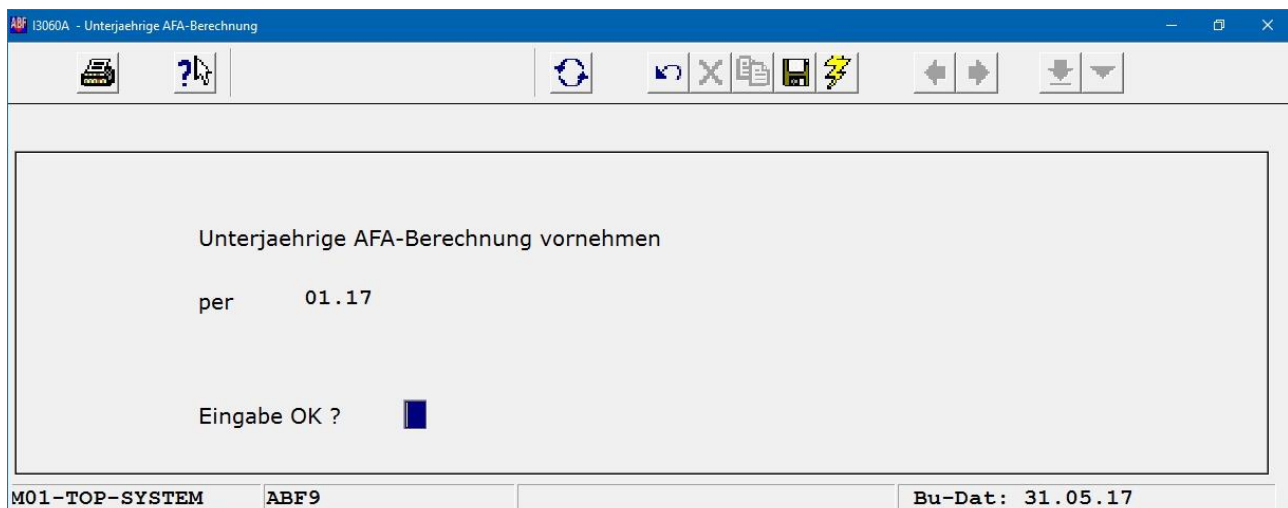 ABF I3060A - Unterjaehrige AFA-Berechnung
?
Unterjaehrige AFA-Berechnung vornehmen
per 01.17
Eingabe OK ?
M01-TOP-SYSTEM ABF9 Bu-Dat: 31.05.17